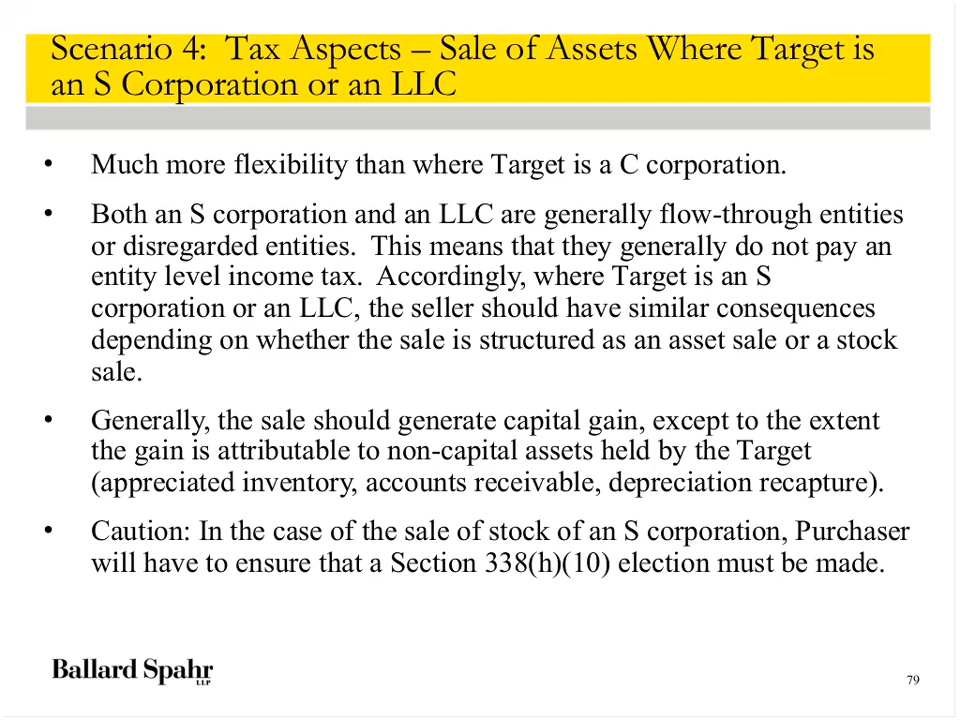 Scenario 4:  Tax Aspects – Sale of Assets Where Target is
an S Corporation or an LLC
• Much more flexibility than where Target is a C corporation.
• Both an S corporation and an LLC are generally flow-through entities
or disregarded entities.  This means that they generally do not pay an
entity level income tax.  Accordingly, where Target is an S
corporation or an LLC, the seller should have similar consequences
depending on whether the sale is structured as an asset sale or a stock
sale.
• Generally, the sale should generate capital gain, except to the extent
the gain is attributable to non-capital assets held by the Target
(appreciated inventory, accounts receivable, depreciation recapture).
• Caution: In the case of the sale of stock of an S corporation, Purchaser
will have to ensure that a Section 338(h)(10) election must be made.
Ballard Spahr
LLP
79